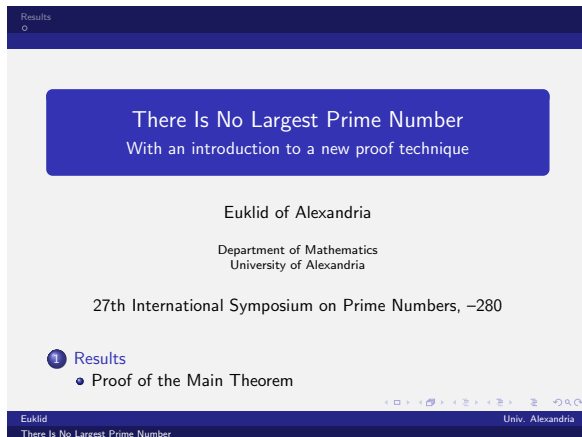 Results
There Is No Largest Prime Number
With an introduction to a new proof technique
Euklid of Alexandria
Department of Mathematics
University of Alexandria
27th International Symposium on Prime Numbers, –280
1 Results
Proof of the Main Theorem
Euklid Univ. Alexandria
There Is No Largest Prime Number